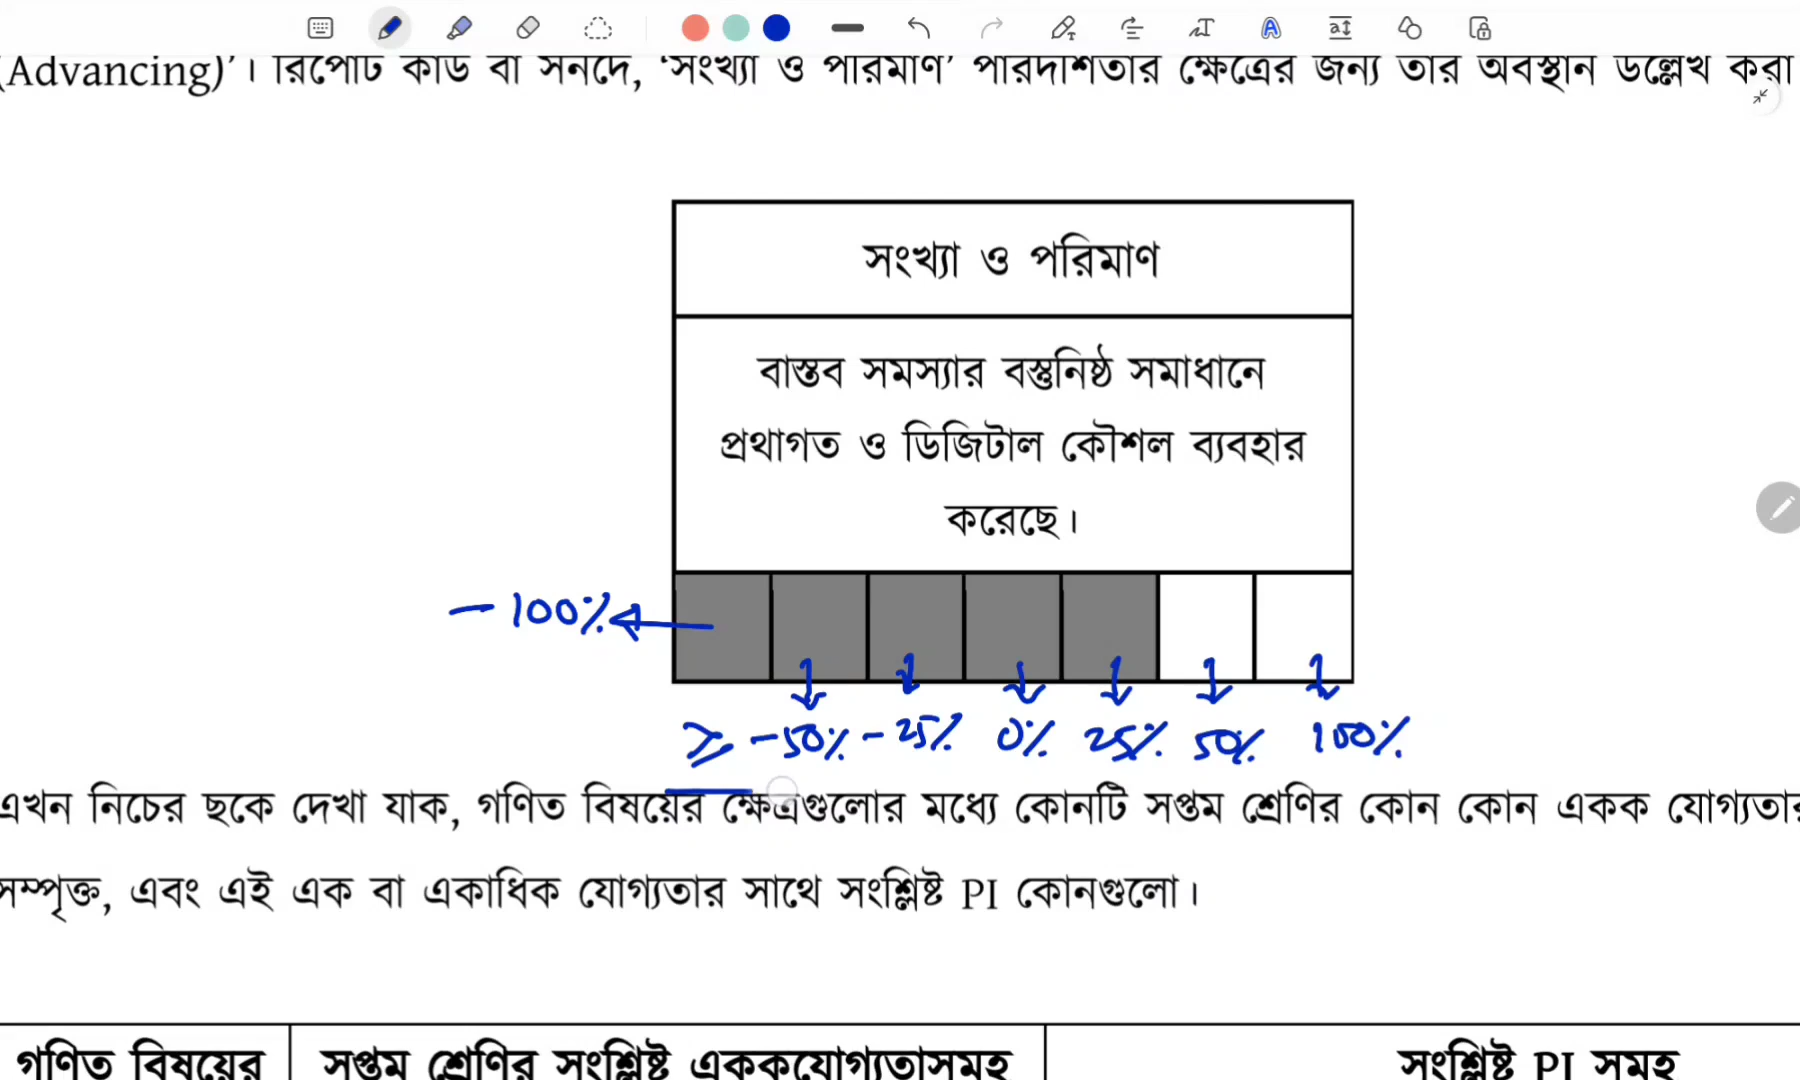 (Advancing)’। রিপোর্ট কার্ড বা সনদে, ‘সংখ্যা ও পরিমাণ’ পারদর্শিতার ক্ষেত্রের জন্য তার অবস্থান উল্লেখ করা
সংখ্যা ও পরিমাণ
বাস্তব সমস্যার বস্তুনিষ্ঠ সমাধানে
প্রথাগত ও ডিজিটাল কৌশল ব্যবহার
করেছে।
- 100%
≥ -50% -25% 0% 25% 50% 100%
এখন নিচের ছকে দেখা যাক, গণিত বিষয়ের ক্ষেত্রগুলোর মধ্যে কোনটি সপ্তম শ্রেণির কোন কোন একক যোগ্যতার
সম্পৃক্ত, এবং এই এক বা একাধিক যোগ্যতার সাথে সংশ্লিষ্ট PI কোনগুলো।
গণিত বিষয়ের সপ্তম শ্রেণির সংশ্লিষ্ট এককযোগ্যতাসমূহ সংশ্লিষ্ট PI সমূহ